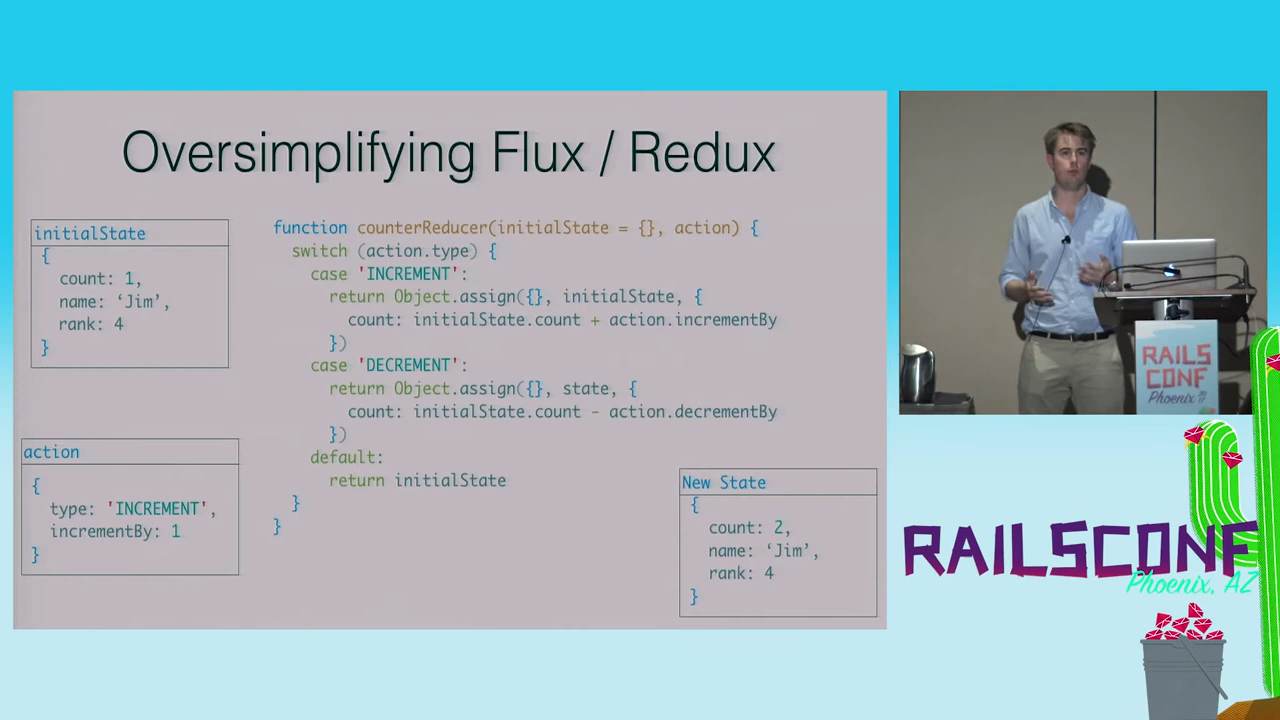 Oversimplifying Flux / Redux
initialState
{
count: 1,
name: ‘Jim’,
rank: 4
}
action
{
type: 'INCREMENT',
incrementBy: 1
}
function counterReducer(initialState = {}, action) {
switch (action.type) {
case 'INCREMENT':
return Object.assign({}, initialState, {
count: initialState.count + action.incrementBy
})
case 'DECREMENT':
return Object.assign({}, state, {
count: initialState.count - action.decrementBy
})
default:
return initialState
}
}
New State
{
count: 2,
name: ‘Jim’,
rank: 4
}
RAILS
CONF
Phoenix
RAILSCONF
Phoenix, AZ